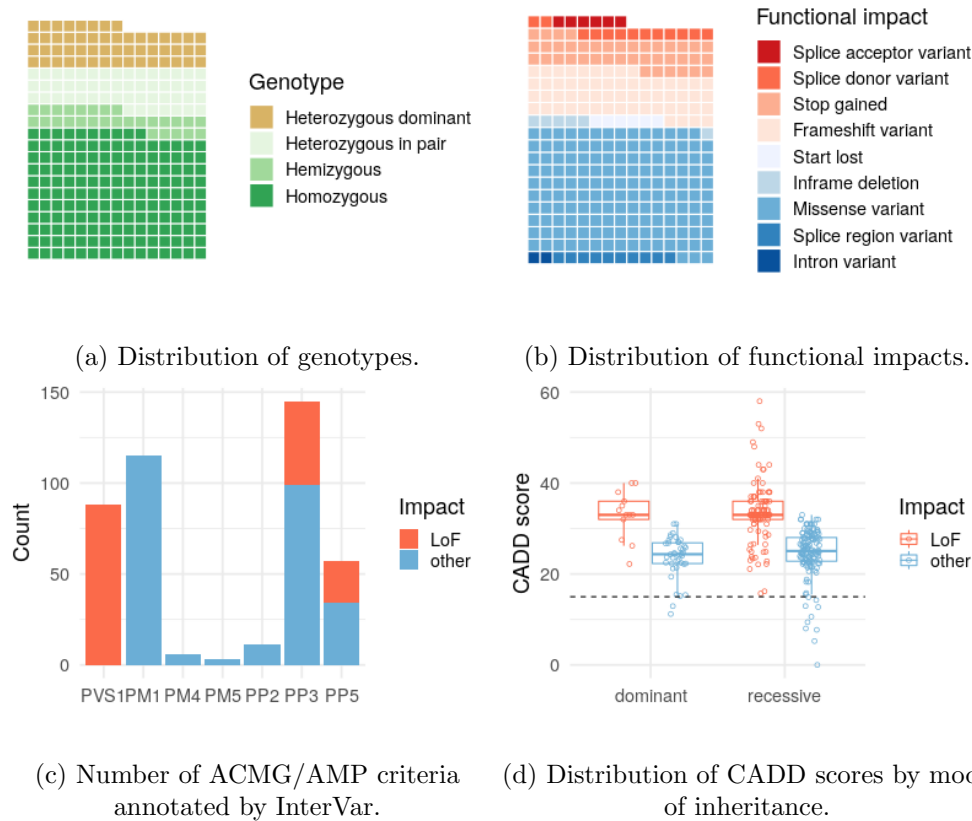 Genotype
Heterozygous dominant
Heterozygous in pair
Hemizygous
Homozygous
(a) Distribution of genotypes.
Functional impact
Splice acceptor variant
Splice donor variant
Stop gained
Frameshift variant
Start lost
Inframe deletion
Missense variant
Splice region variant
Intron variant
(b) Distribution of functional impacts.
150
100
50
0
Count
PVS1 PM1 PM4 PM5 PP2 PP3 PP5
Impact
LoF
other
(c) Number of ACMG/AMP criteria
annotated by InterVar.
60
40
20
0
CADD score
dominant recessive
Impact
LoF
other
(d) Distribution of CADD scores by mod
of inheritance.